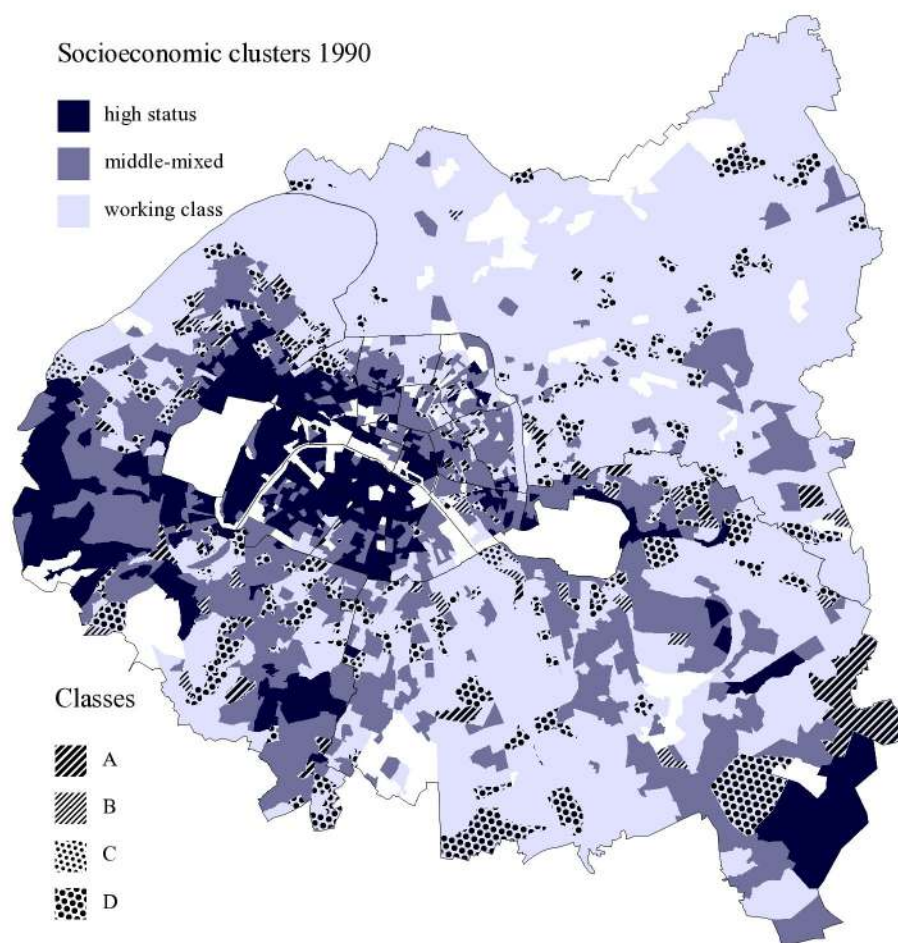 Socioeconomic clusters 1990
high status
middle-mixed
working class
Classes
A
B
C
D